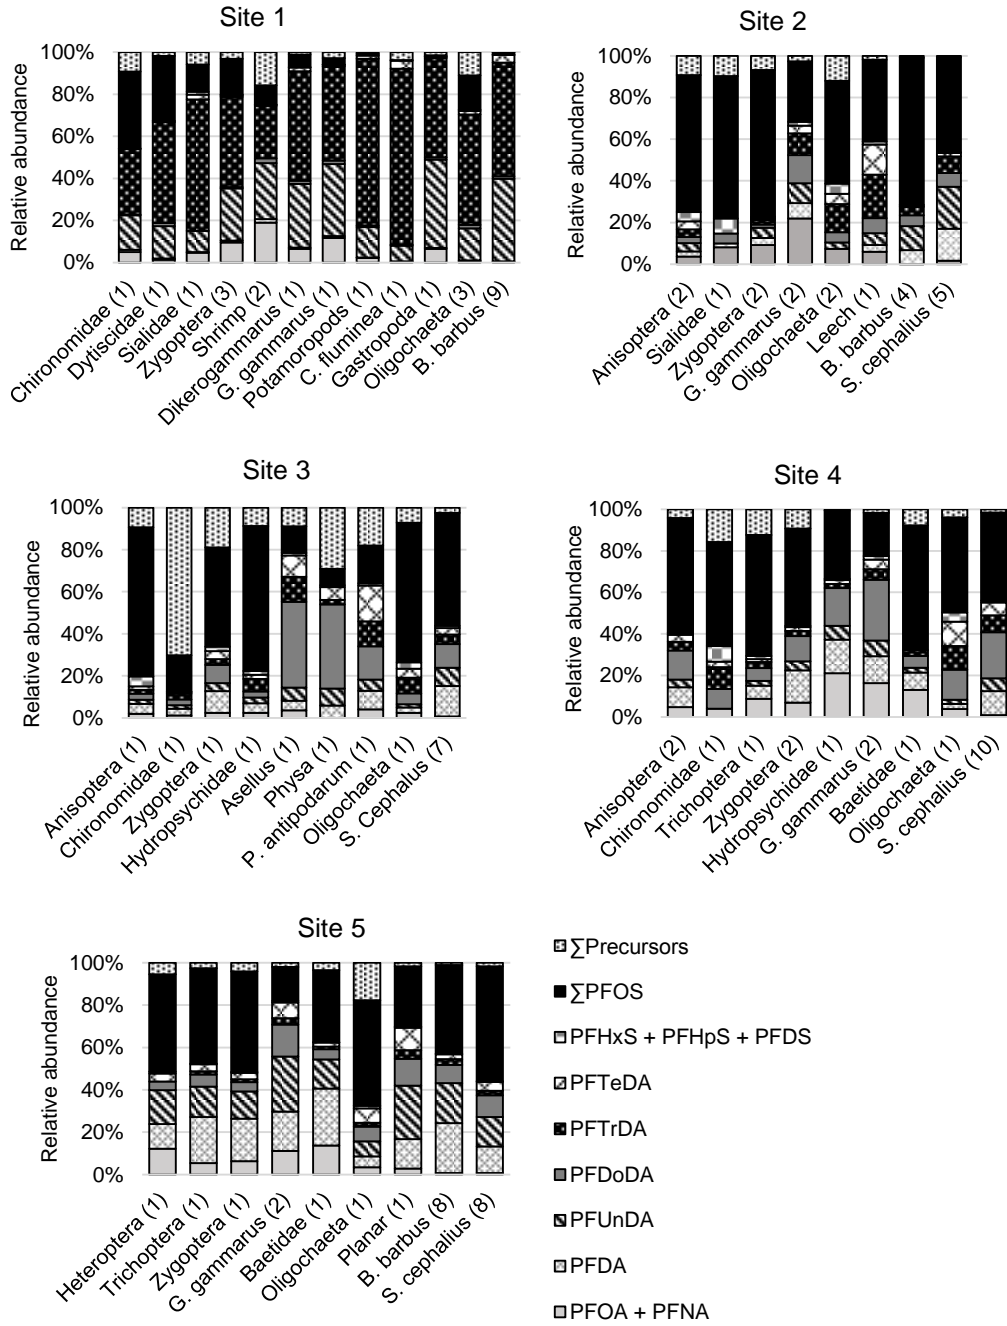 Site 1
Relative abundance
100%
80%
60%
40%
20%
0%
Chironomidae (1)
Dytiscidae (1)
Sialidae (1)
Zygoptera (3)
Shrimp (2)
Dikerogammarus (1)
G. gammarus (1)
Potamoropods (1)
C. fluminea (1)
Gastropoda (1)
Oligochaeta (3)
B. barbus (9)
Site 2
Relative abundance
100%
80%
60%
40%
20%
0%
Anisoptera (2)
Sialidae (1)
Zygoptera (2)
G. gammarus (2)
Oligochaeta (2)
Leech (1)
B. barbus (4)
S. cephalius (5)
Site 3
Relative abundance
100%
80%
60%
40%
20%
0%
Anisoptera (1)
Chironomidae (1)
Zygoptera (1)
Hydropsychidae (1)
Asellus (1)
Physa (1)
P. antipodarum (1)
Oligochaeta (1)
S. Cephalus (7)
Site 4
Relative abundance
100%
80%
60%
40%
20%
0%
Anisoptera (2)
Chironomidae (1)
Trichoptera (1)
Zygoptera (2)
Hydropsychidae (1)
G. gammarus (2)
Baetidae (1)
Oligochaeta (1)
S. cephalius (10)
Site 5
Relative abundance
100%
80%
60%
40%
20%
0%
Heteroptera (1)
Trichoptera (1)
Zygoptera (1)
G. gammarus (2)
Baetidae (1)
Oligochaeta (1)
Planar (1)
B. barbus (8)
S. cephalius (8)
∑Precursors
∑PFOS
PFHxS + PFHpS + PFDS
PFTeDA
PFTrDA
PFDoDA
PFUnDA
PFDA
PFOA + PFNA